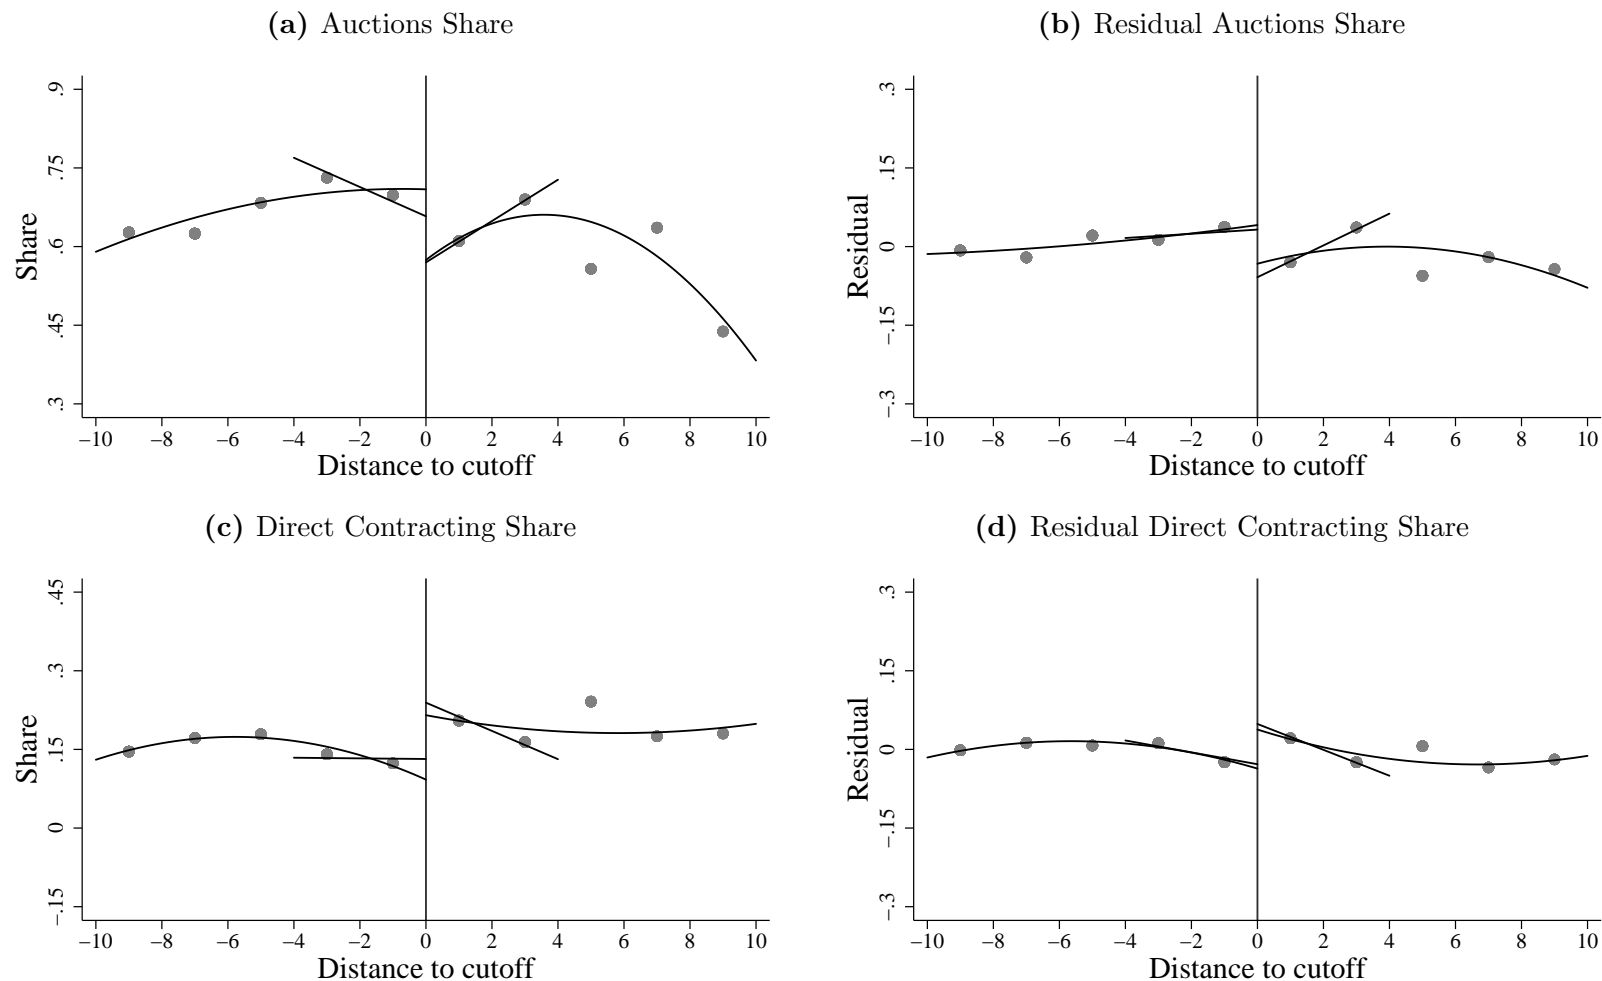 (a) Auctions Share
.9
.75
.6
.45
.3
Share
−10 −8 −6 −4 −2 0 2 4 6 8 10
Distance to cutoff
(b) Residual Auctions Share
.3
.15
0
−.15
−.3
Residual
−10 −8 −6 −4 −2 0 2 4 6 8 10
Distance to cutoff
(c) Direct Contracting Share
.45
.3
.15
0
−.15
Share
−10 −8 −6 −4 −2 0 2 4 6 8 10
Distance to cutoff
(d) Residual Direct Contracting Share
.3
.15
0
−.15
−.3
Residual
−10 −8 −6 −4 −2 0 2 4 6 8 10
Distance to cutoff